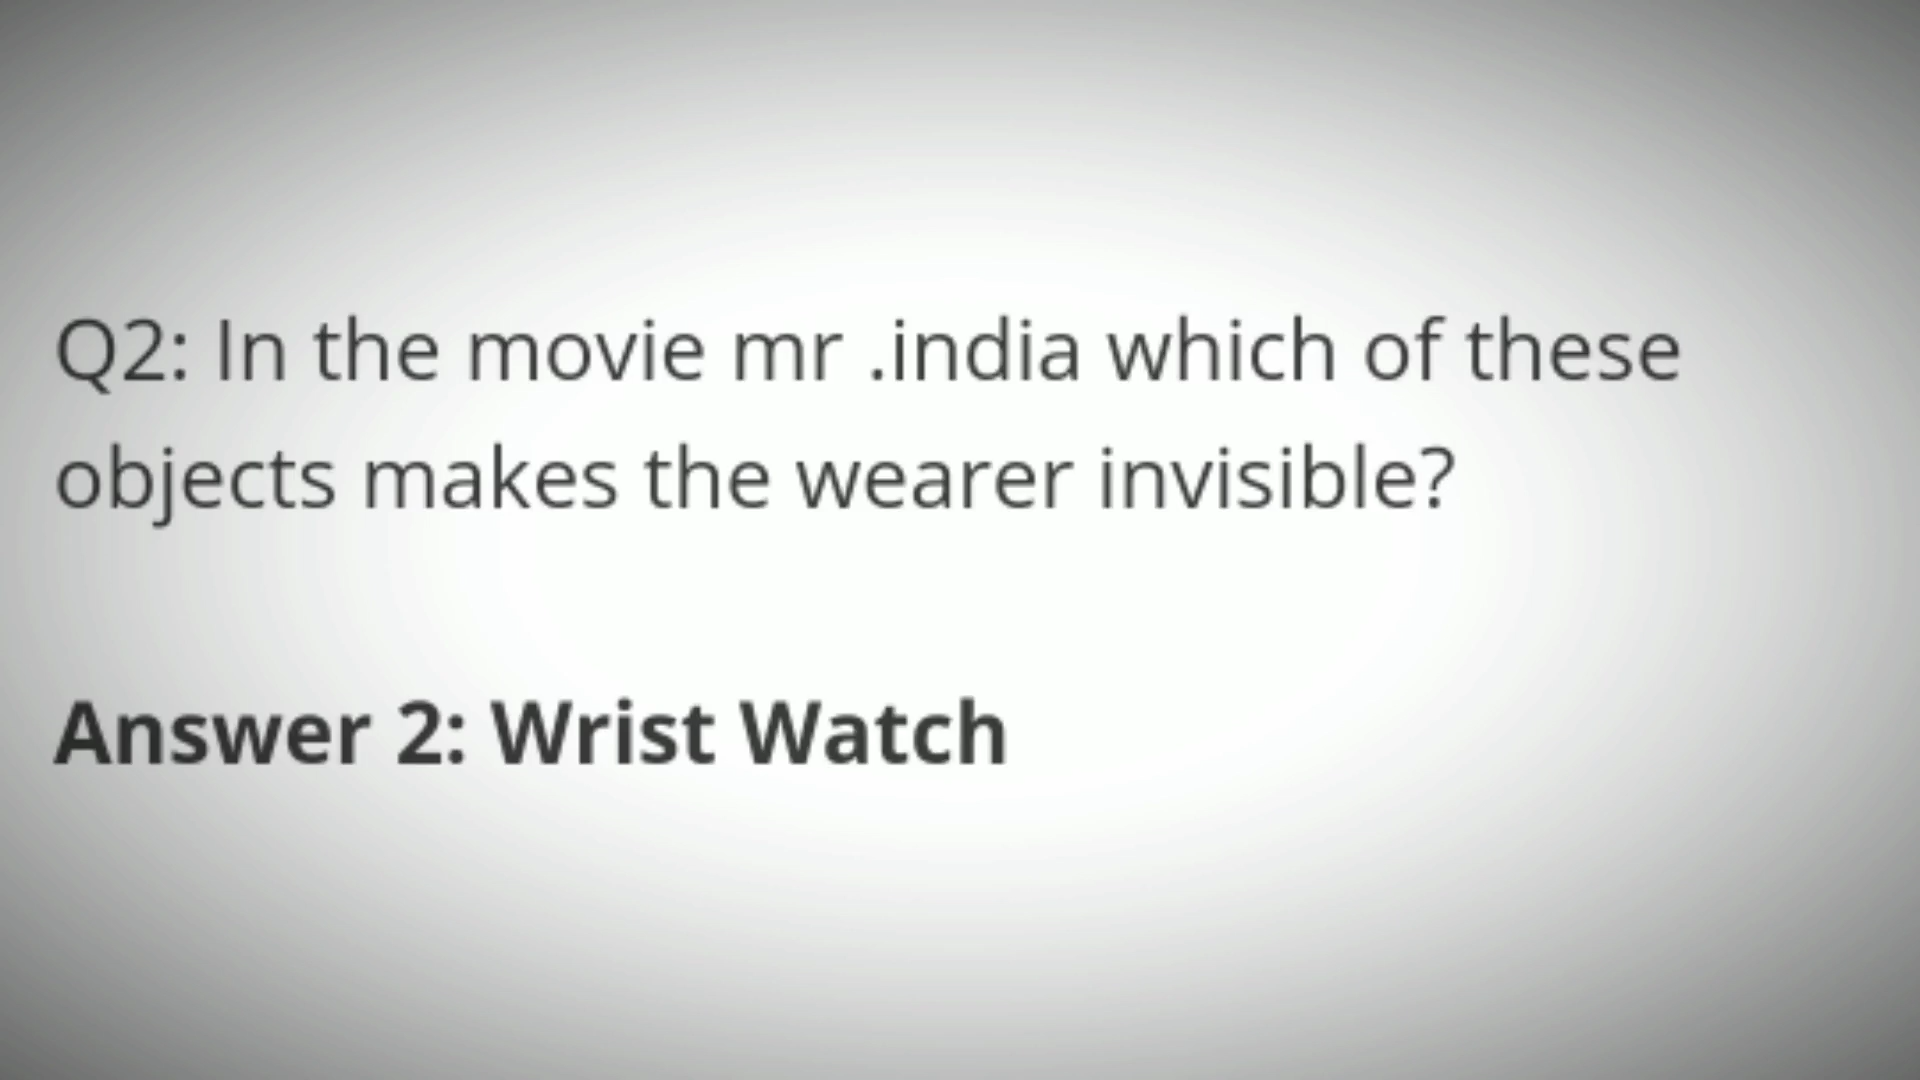 Q2: In the movie mr .india which of these
objects makes the wearer invisible?
Answer 2: Wrist Watch